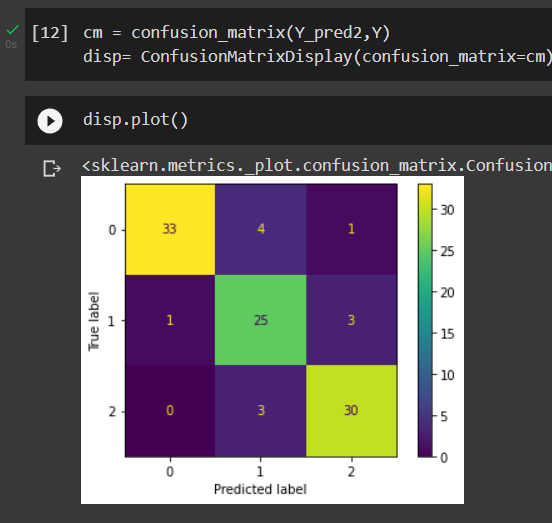 [12] cm = confusion_matrix(Y_pred2,Y)
0s
disp= ConfusionMatrixDisplay(confusion_matrix=cm)
disp.plot()
<sklearn.metrics._plot.confusion_matrix.Confusion
0 33 4 1
1 1 25 3
2 0 3 30
True label
0 1 2
Predicted label
30
25
20
15
10
5
0